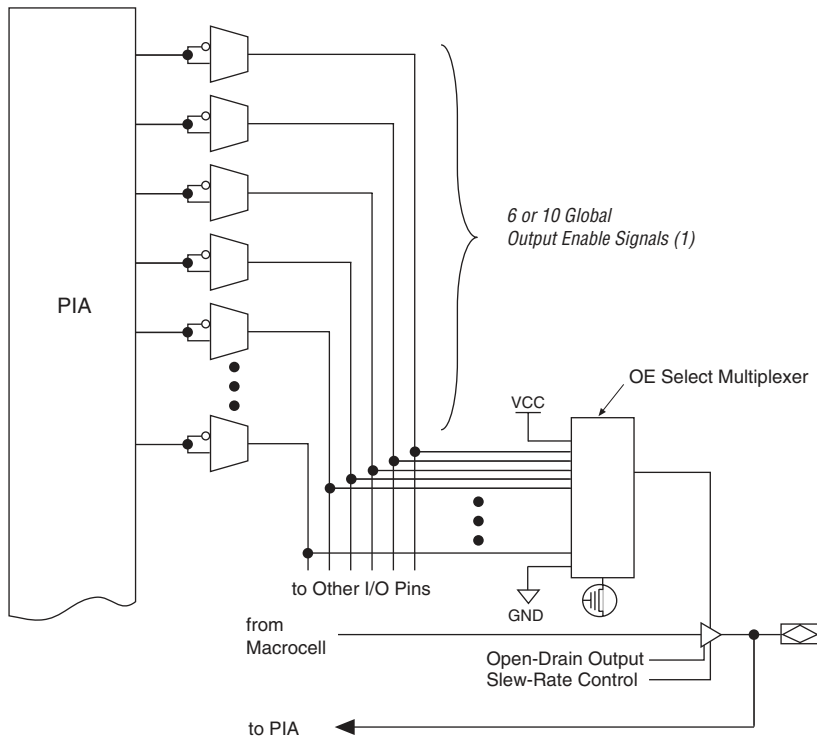 6 or 10 Global
Output Enable Signals (1)
PIA
OE Select Multiplexer
VCC
to Other I/O Pins
GND
from
Macrocell
Open-Drain Output
Slew-Rate Control
to PIA